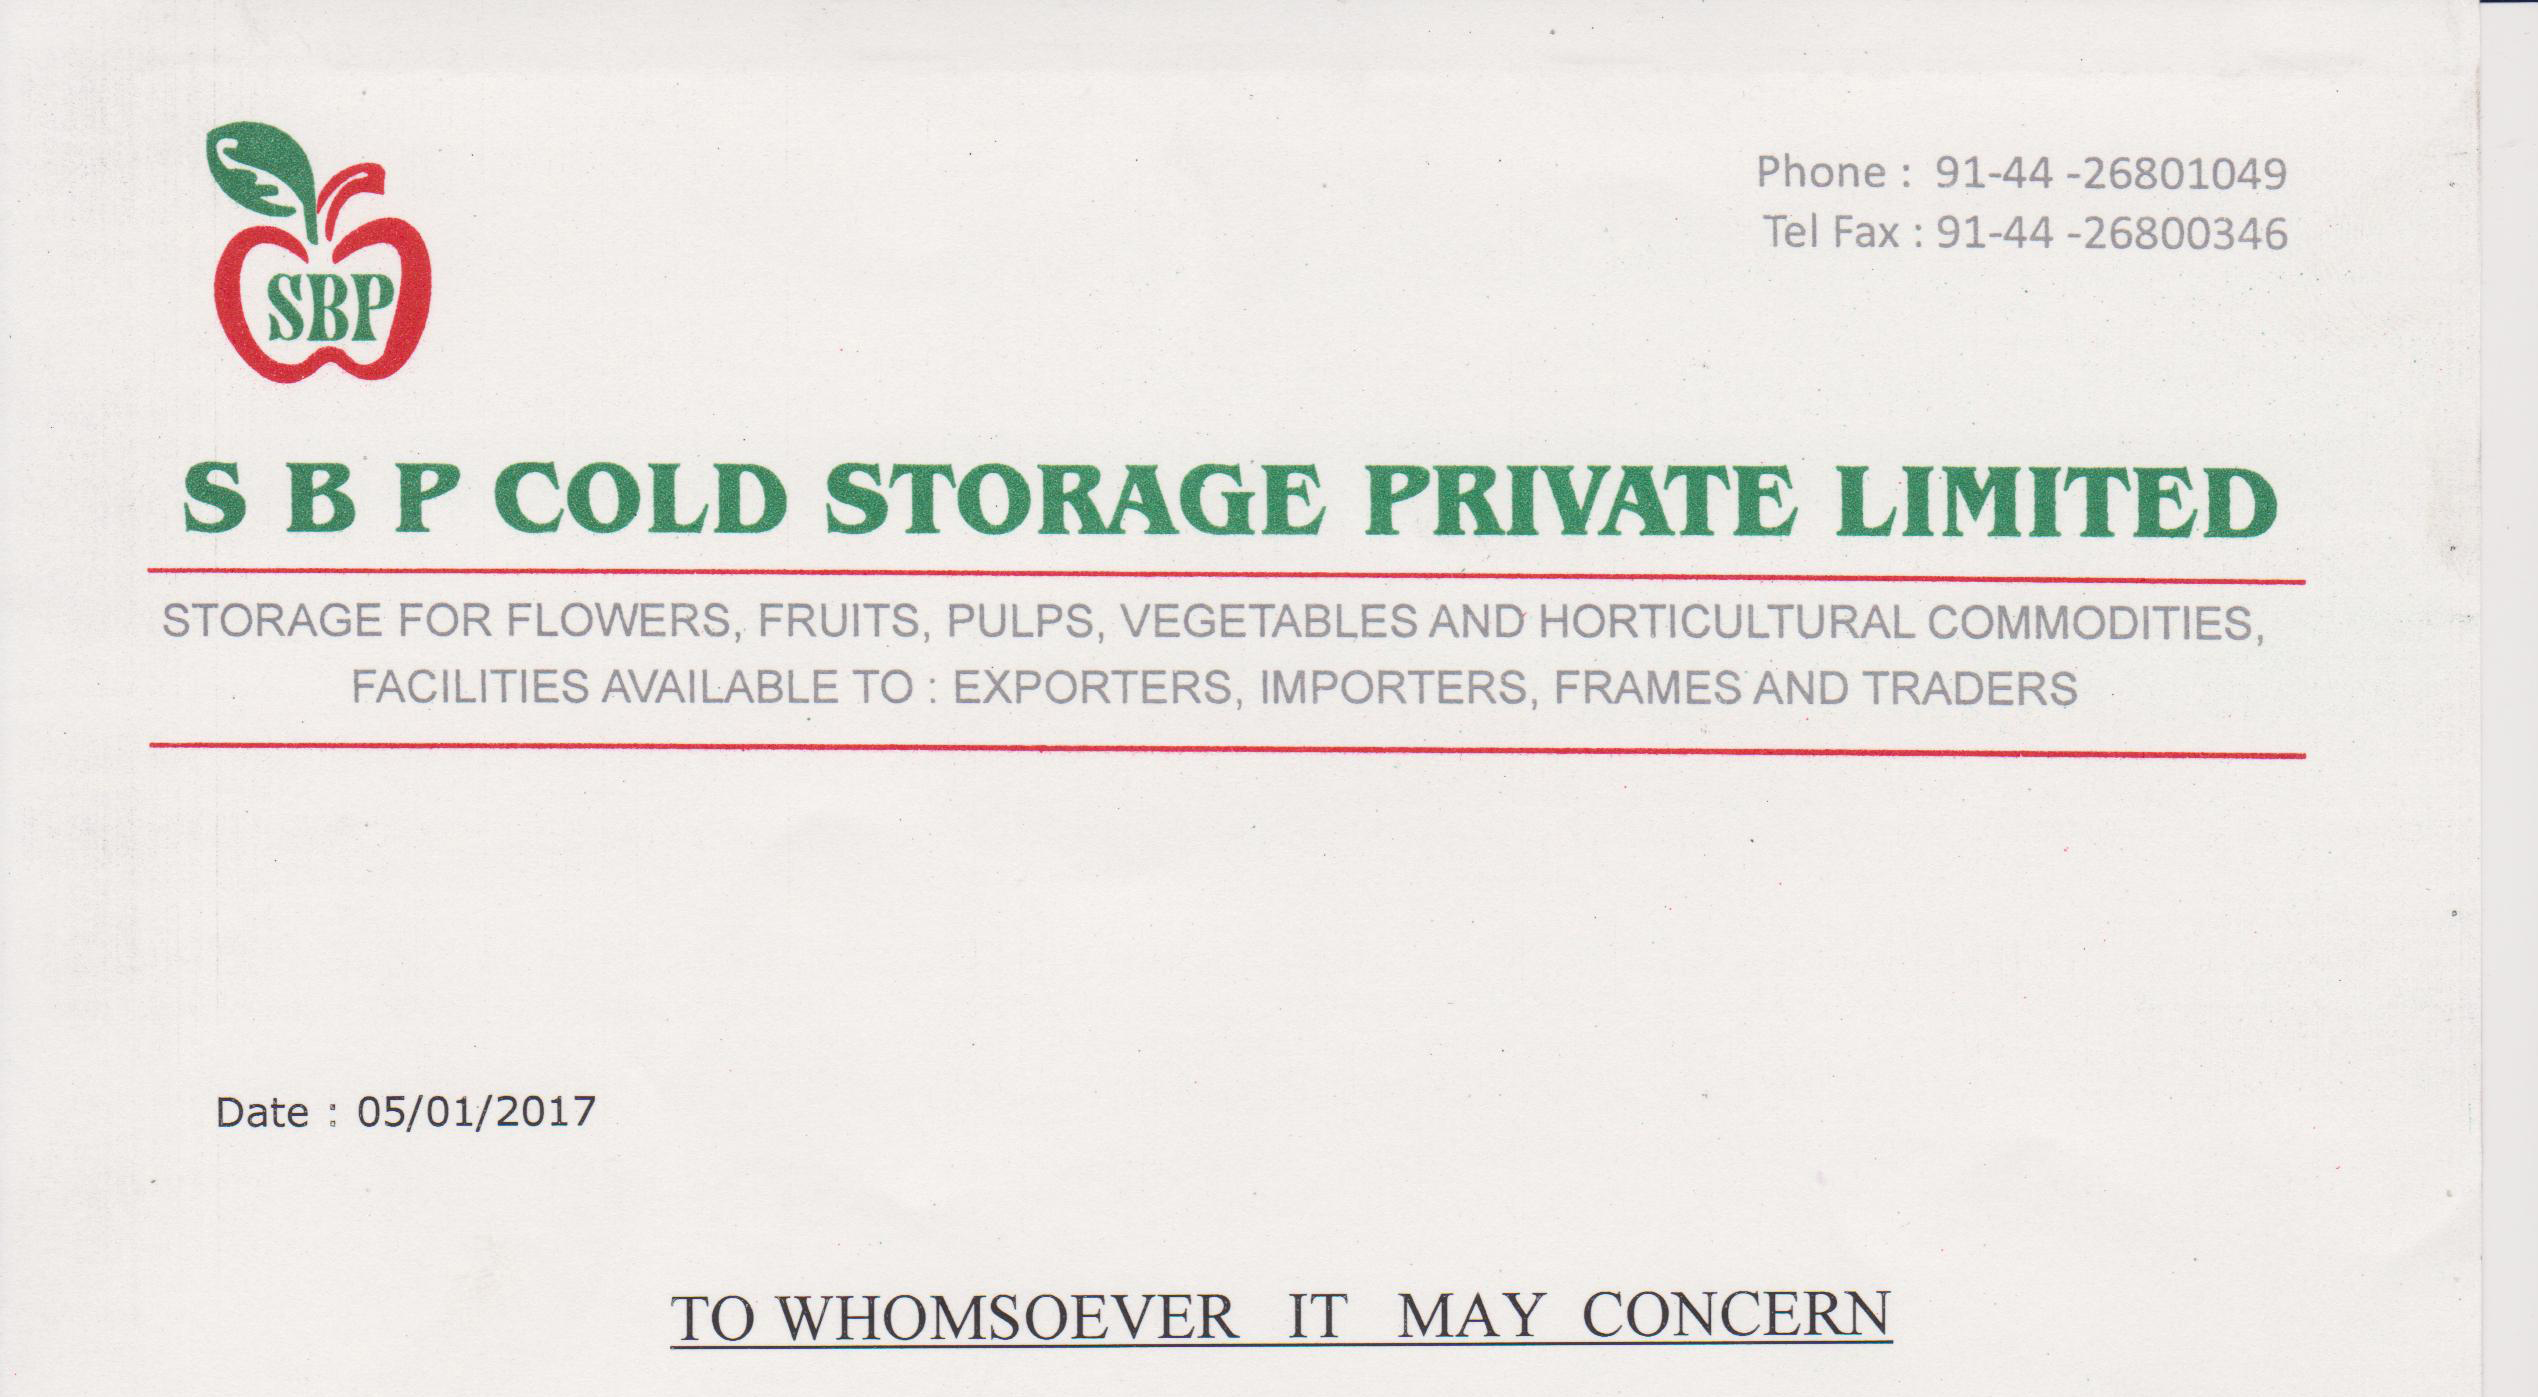 Phone : 91-44 -26801049
Tel Fax : 91-44 -26800346
SBP
S B P COLD STORAGE PRIVATE LIMITED
STORAGE FOR FLOWERS, FRUITS, PULPS, VEGETABLES AND HORTICULTURAL COMMODITIES,
FACILITIES AVAILABLE TO : EXPORTERS, IMPORTERS, FRAMES AND TRADERS
Date : 05/01/2017
TO WHOMSOEVER IT MAY CONCERN